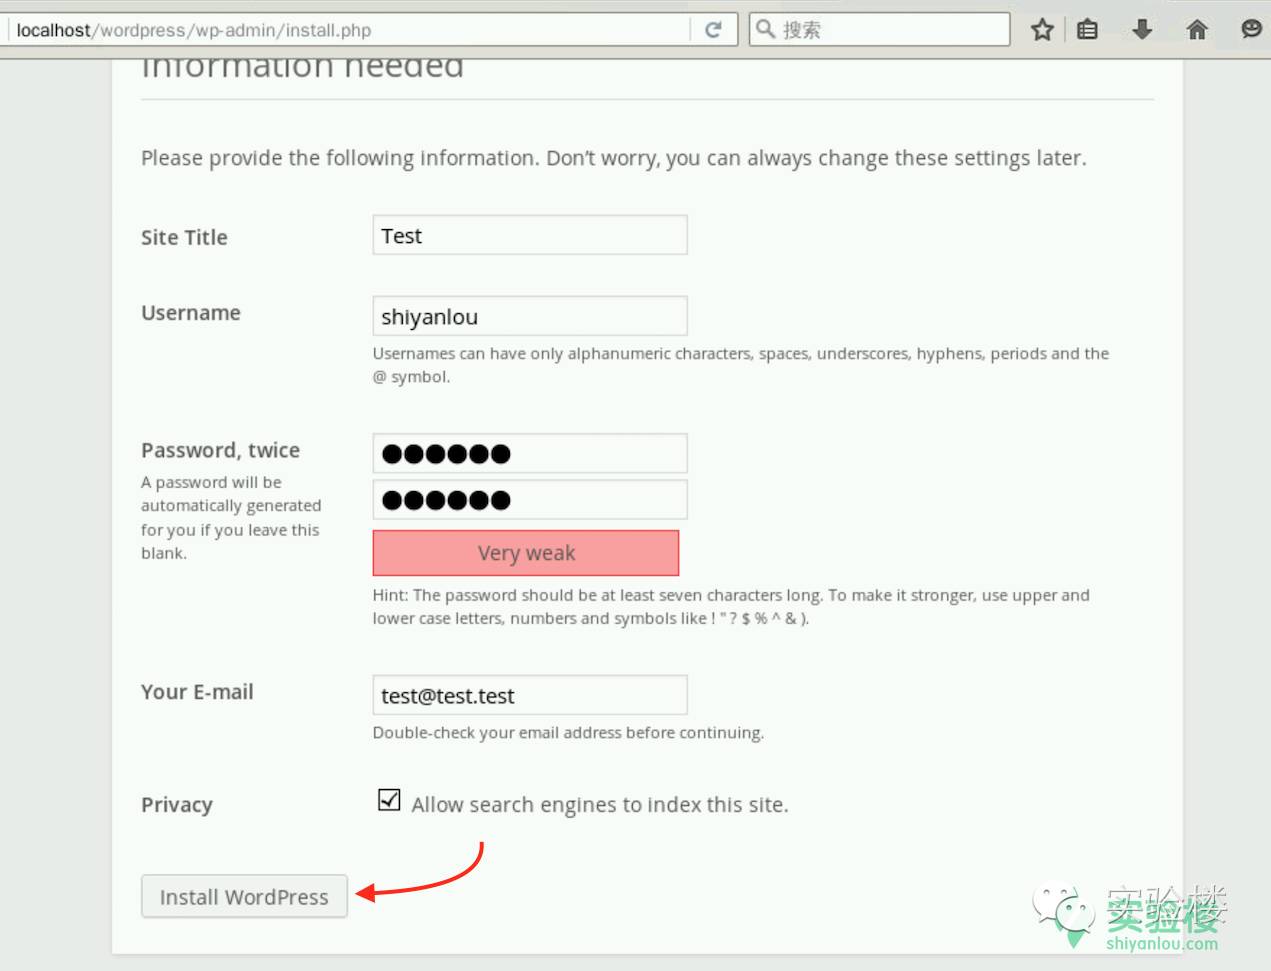 localhost/wordpress/wp-admin/install.php
搜索
Information needed
Please provide the following information. Don't worry, you can always change these settings later.
Site Title
Test
Username
shiyanlou
Usernames can have only alphanumeric characters, spaces, underscores, hyphens, periods and the
@ symbol.
Password, twice
A password will be
automatically generated
for you if you leave this
blank.
●●●●●●
●●●●●●
Very weak
Hint: The password should be at least seven characters long. To make it stronger, use upper and
lower case letters, numbers and symbols like ! " ? $ % ^ & ).
Your E-mail
test@test.test
Double-check your email address before continuing.
Privacy
Allow search engines to index this site.
Install WordPress
实验楼
实验楼
shiyanlou.com